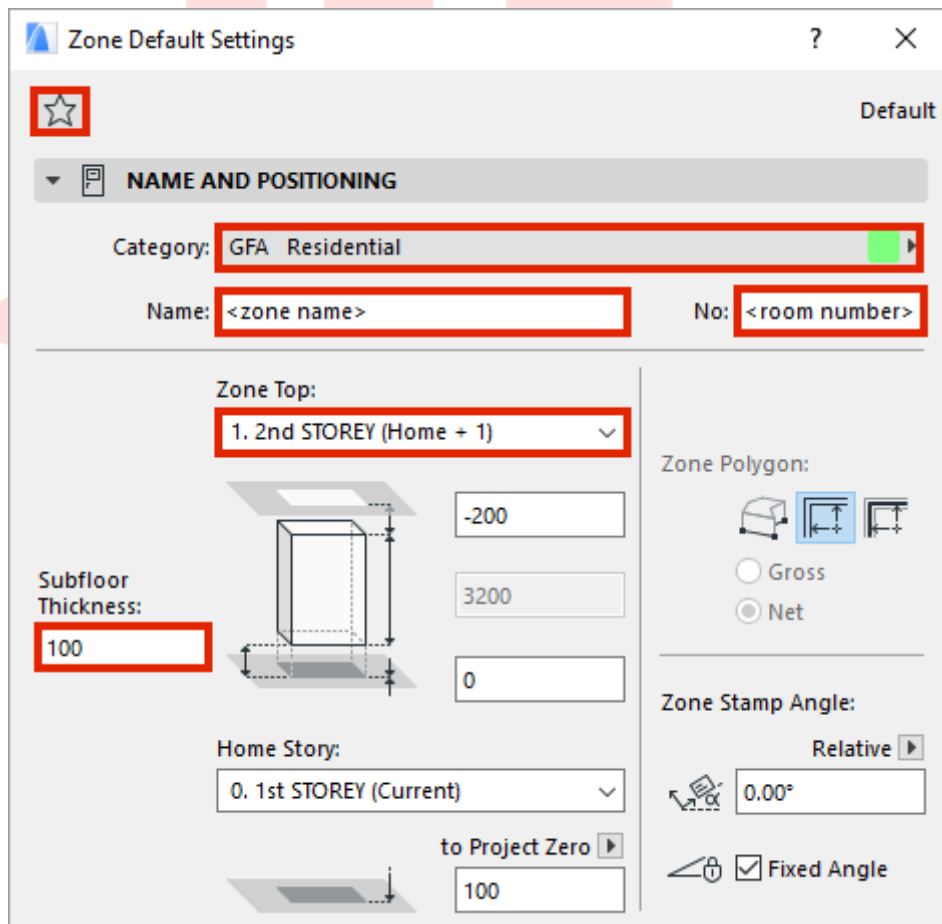 Zone Default Settings
Default
NAME AND POSITIONING
Category: GFA Residential
Name: <zone name> No: <room number>
Zone Top:
1. 2nd STOREY (Home + 1)
Zone Polygon:
-200
Gross
Subfloor
Thickness:
3200
Net
100
0
Zone Stamp Angle:
Home Story:
Relative
0. 1st STOREY (Current)
α
0.00°
to Project Zero
Fixed Angle
100